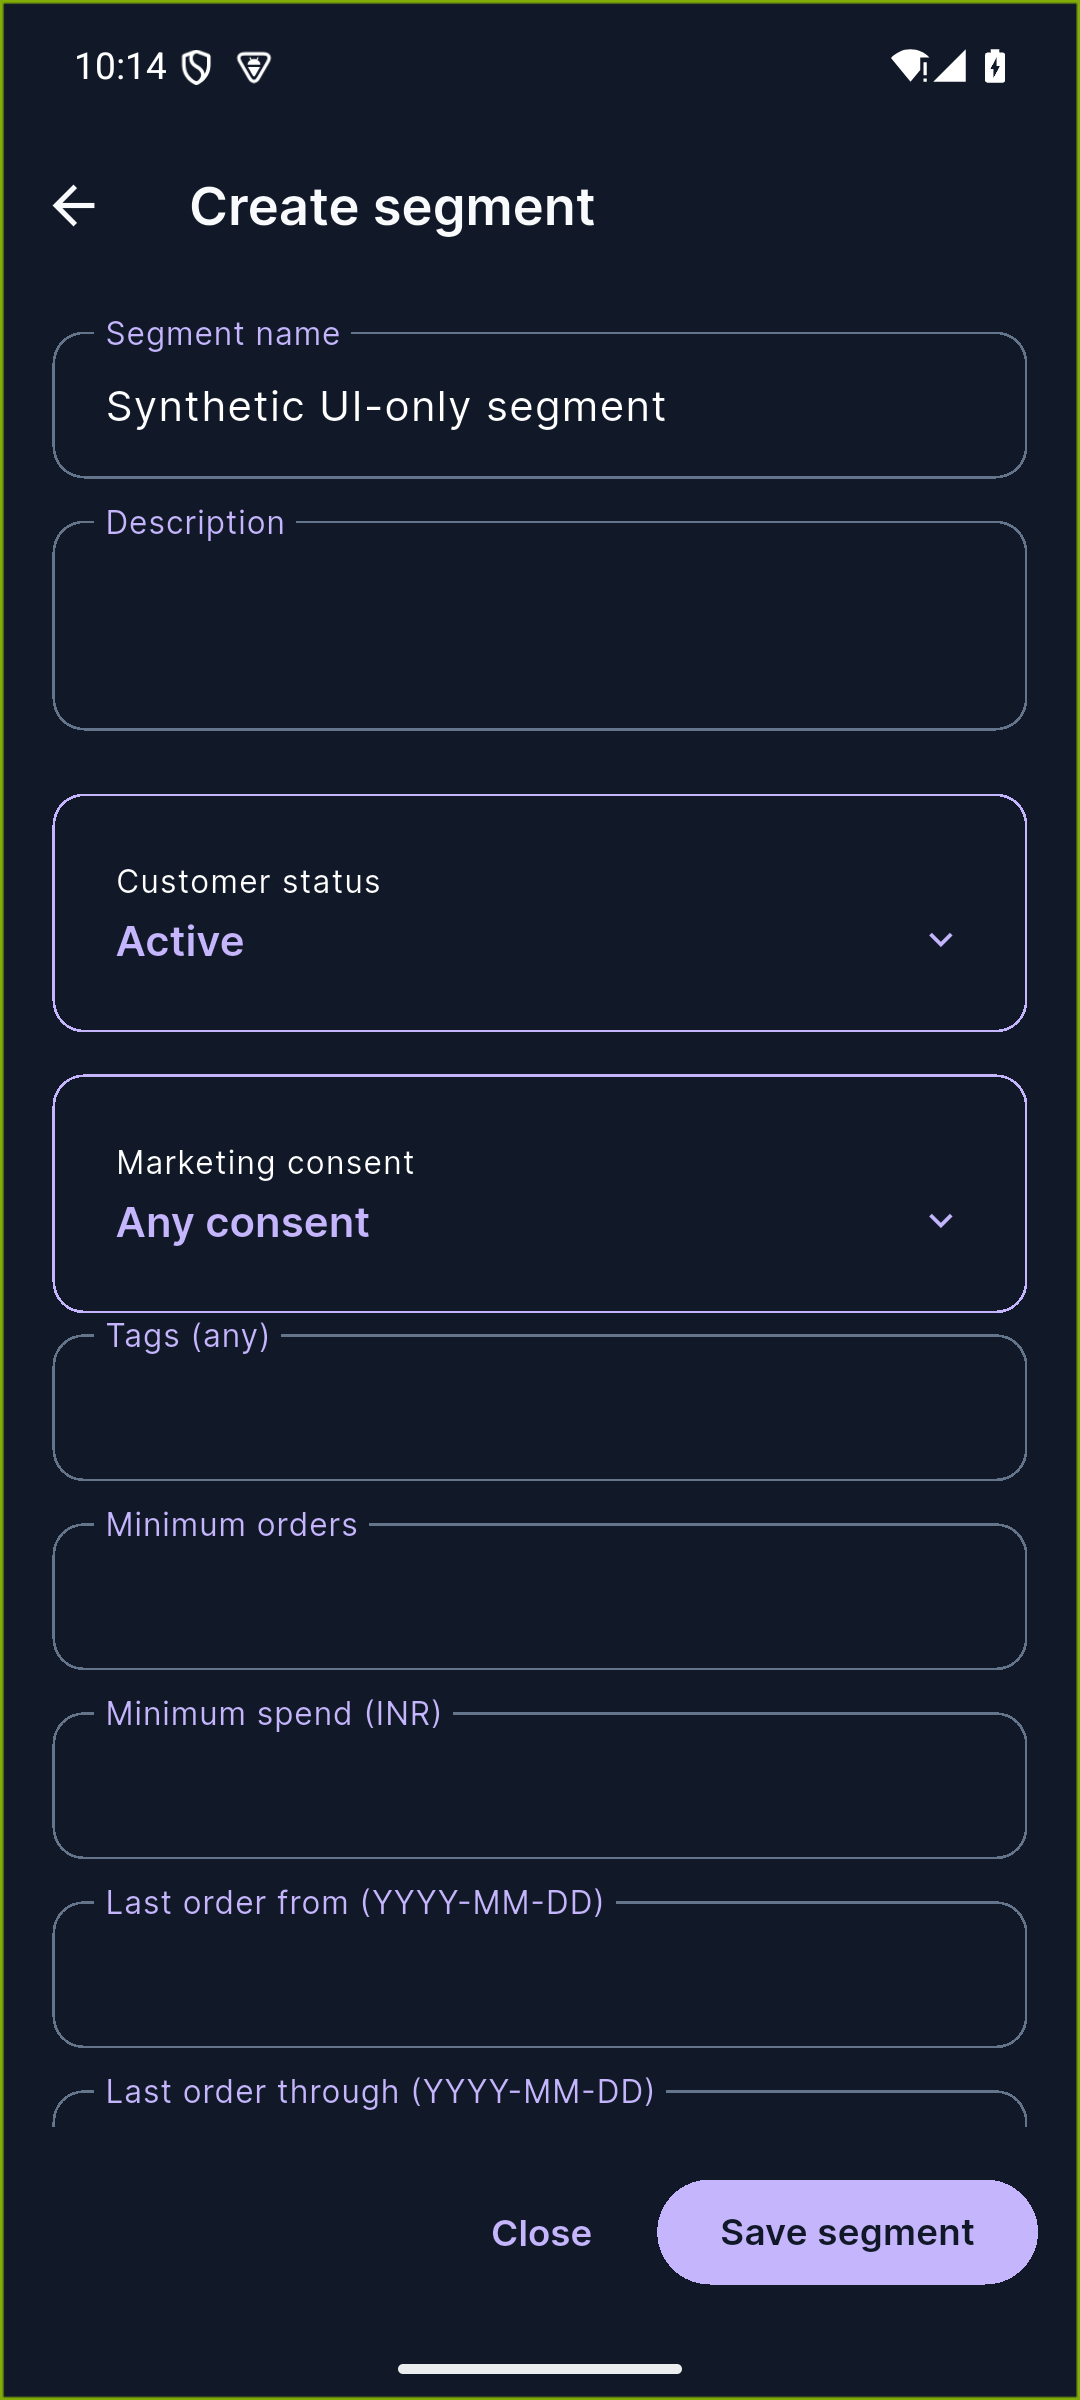 10:14
Create segment
Segment name
Synthetic UI-only segment
Description
Customer status
Active
Marketing consent
Any consent
Tags (any)
Minimum orders
Minimum spend (INR)
Last order from (YYYY-MM-DD)
Last order through (YYYY-MM-DD)
Close
Save segment